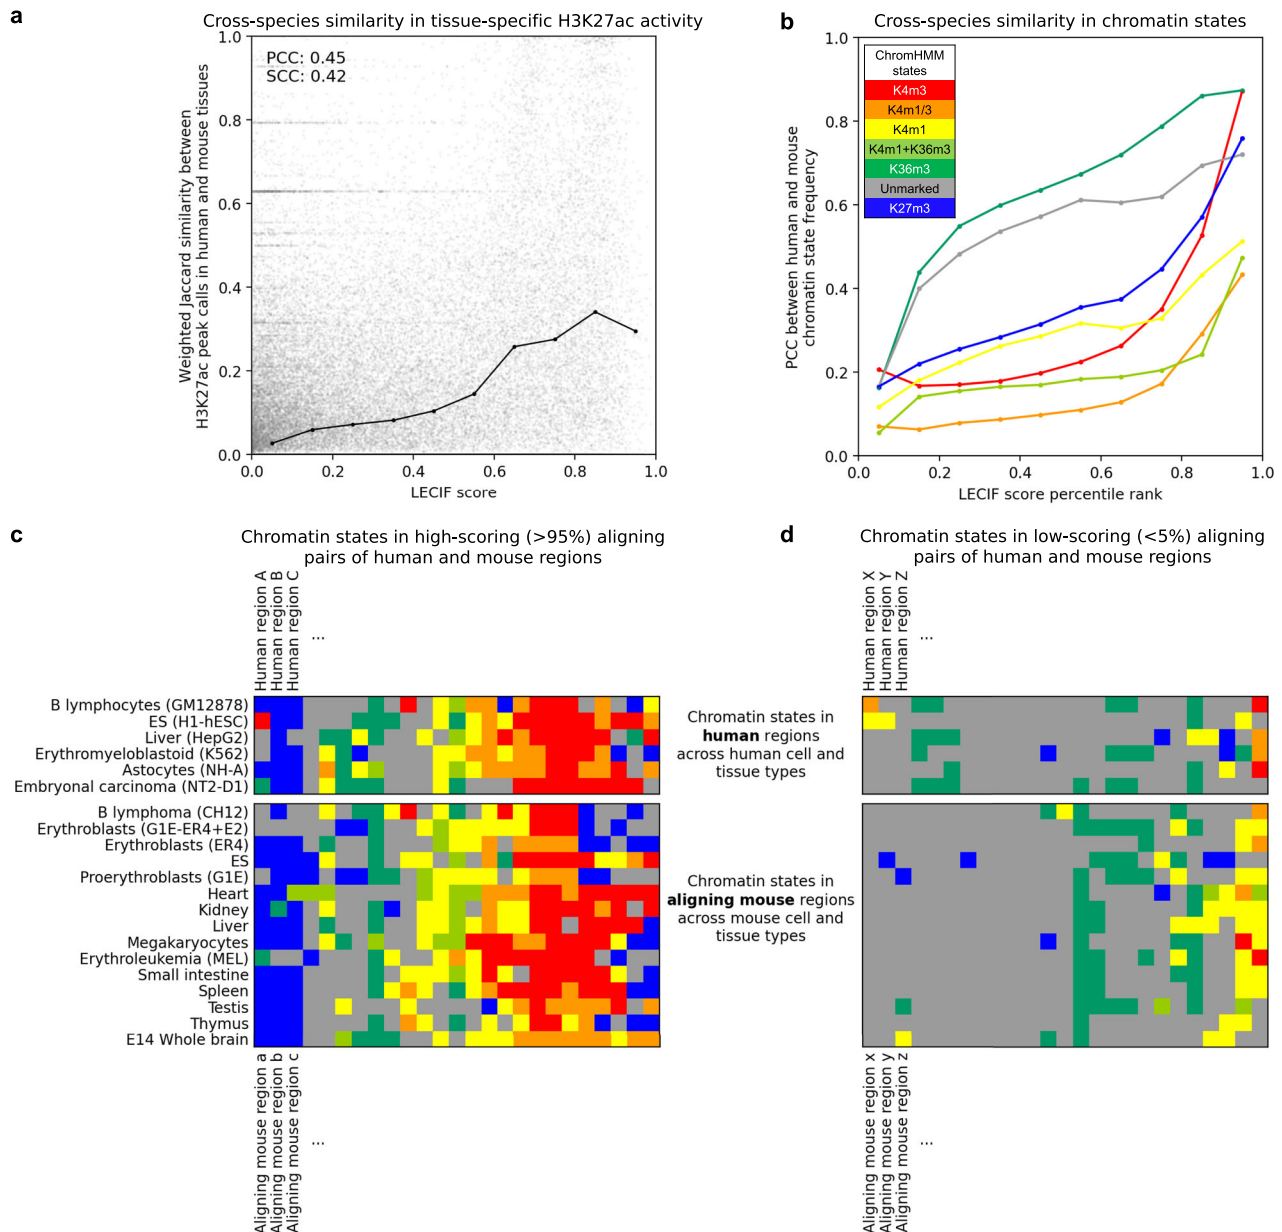 a
Cross-species similarity in tissue-specific H3K27ac activity
PCC: 0.45
SCC: 0.42
Weighted Jaccard similarity between
H3K27ac peak calls in human and mouse tissues
1.0
0.8
0.6
0.4
0.2
0.0
0.0 0.2 0.4 0.6 0.8 1.0
LECIF score
b
Cross-species similarity in chromatin states
ChromHMM
states
K4m3
K4m1/3
K4m1
K4m1+K36m3
K36m3
Unmarked
K27m3
PCC between human and mouse
chromatin state frequency
1.0
0.8
0.6
0.4
0.2
0.0
0.0 0.2 0.4 0.6 0.8 1.0
LECIF score percentile rank
c
Chromatin states in high-scoring (>95%) aligning
pairs of human and mouse regions
Human region A
Human region B
Human region C
...
B lymphocytes (GM12878)
ES (H1-hESC)
Liver (HepG2)
Erythromyeloblastoid (K562)
Astocytes (NH-A)
Embryonal carcinoma (NT2-D1)
B lymphoma (CH12)
Erythroblasts (G1E-ER4+E2)
Erythroblasts (ER4)
ES
Proerythroblasts (G1E)
Heart
Kidney
Liver
Megakaryocytes
Erythroleukemia (MEL)
Small intestine
Spleen
Testis
Thymus
E14 Whole brain
Aligning mouse region a
Aligning mouse region b
Aligning mouse region c
...
Chromatin states in
human regions
across human cell and
tissue types
Chromatin states in
aligning mouse regions
across mouse cell and
tissue types
d
Chromatin states in low-scoring (<5%) aligning
pairs of human and mouse regions
Human region X
Human region Y
Human region Z
...
Aligning mouse region x
Aligning mouse region y
Aligning mouse region z
...